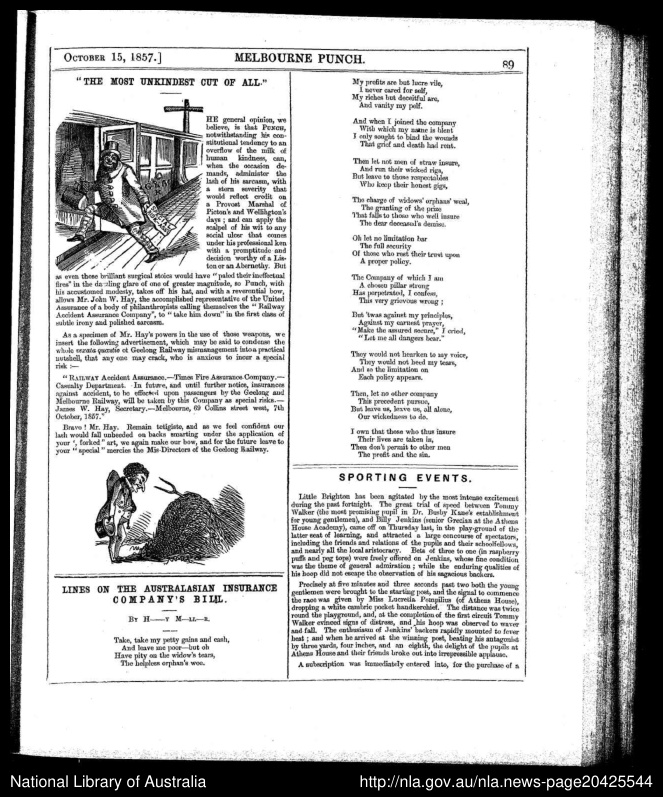 OCTOBER 15, 1857.]
MELBOURNE PUNCH.
89
"THE MOST UNKINDEST CUT OF ALL."
HE general opinion, we
believe, is that PUNCH,
notwithstanding his con-
stitutional tendency to an
overflow of the milk of
human kindness, can,
when the occasion de-
mands, administer the
lash of his sarcasm, with
a stern severity that
would reflect credit on
a Provost Marshal of
Picton's and Wellington's
days; and can apply the
scalpel of his wit to any
social ulcer that comes
under his professional ken
with a promptitude and
decision worthy of a Lis-
ton or an Abernethy. But
as even these brilliant surgical stoics would have "paled their ineffectual
fires" in the dazzling glare of one of greater magnitude, so Punch, with
his accustomed modesty, takes off his hat, and with a reverential bow,
allows Mr. John W. Hay, the accomplished representative of the United
Assurance of a body of philanthropists calling themselves the "Railway
Accident Assurance Company", to "take him down" in the first class of
subtle irony and polished sarcasm.
As a specimen of Mr. Hay's powers in the use of those weapons, we
insert the following advertisement, which may be said to condense the
whole of Geelong Railway mismanagement into a practical
nutshell, that any one may crack, who is anxious to incur a special
risk :—
"RAILWAY Accident Assurance.—Times Fire Assurance Company.—
Casualty Department. In future, and until further notice, insurances
against accident, to be effected upon passengers by the Geelong and
Melbourne Railway, will be taken by this Company as special risks.—
James W. Hay, Secretary.—Melbourne, 69 Collins street west, 7th
October, 1857."
Bravo! Mr. Hay. Remain tetigiste, and as we feel confident our
lash would fall unheeded on backs smarting under the application of
your ", forked" art, we again make our bow, and for the future leave to
your "special" mercies the Mis-Directors of the Geelong Railway.
LINES ON THE AUSTRALASIAN INSURANCE
COMPANY'S BILL.
BY H——Y M—LL—R.
Take, take my petty gains and cash,
And leave me poor—but oh
Have pity on the widow's tears,
The helpless orphan's woe.
My profits are but lucre vile,
I never cared for self,
My riches but deceitful are,
And vanity my pelf.
And when I joined the company
With which my name is blent
I only sought to bind the wounds
That grief and death had rent.
Then let not men of straw insure,
And run their wicked rigs,
But leave to those respectables
Who keep their honest gigs,
The charge of widows' orphans' weal,
The granting of the prize
That falls to those who well insure
The dear deceased's demise.
Oh let no limitation bar
The full security
Of those who rest their trust upon
A proper policy.
The Company of which I am
A chosen pillar strong
Has perpetrated, I confess,
This very grievous wrong;
But 'twas against my principles,
Against my earnest prayer,
"Make the assured secure," I cried,
"Let me all dangers bear."
They would not hearken to my voice,
They would not heed my tears,
And so the limitation on
Each policy appears.
Then, let no other company
This precedent pursue,
But leave us, leave us, all alone,
Our wickedness to do.
I own that those who thus insure
Their lives are taken in,
Then don't permit to other men
The profit and the sin.
SPORTING EVENTS.
Little Brighton has been agitated by the most intense excitement
during the past fortnight. The great trial of speed between Tommy
Walker (the most promising pupil in Dr. Busby Kane's establishment
for young gentlemen), and Billy Jenkins (senior Grecian at the Athens
House Academy), came off on Thursday last, in the play-ground of the
latter seat of learning, and attracted a large concourse of spectators,
including the friends and relations of the pupils and their schoolfellows,
and nearly all the local aristocracy. Bets of three to one (in raspberry
puffs and peg tops) were freely offered on Jenkins, whose fine condition
was the theme of general admiration; while the enduring qualities of
his hoop did not escape the observation of his sagacious backers.
Precisely at five minutes and three seconds past two both the young
gentlemen were brought to the starting post, and the signal to commence
the race was given by Miss Lucretia Pompilius (of Athens House),
dropping a white cambric pocket handkerchief. The distance was twice
round the playground, and, at the completion of the first circuit Tommy
Walker evinced signs of distress, and his hoop was observed to waver
and fall. The enthusiasm of Jenkins' backers rapidly mounted to fever
heat; and when he arrived at the winning post, beating his antagonist
by three yards, four inches, and an eighth, the delight of the pupils at
Athens House and their friends broke out into irrepressible applause.
A subscription was immediately entered into, for the purchase of a
National Library of Australia
http://nla.gov.au/nla.news-page20425544